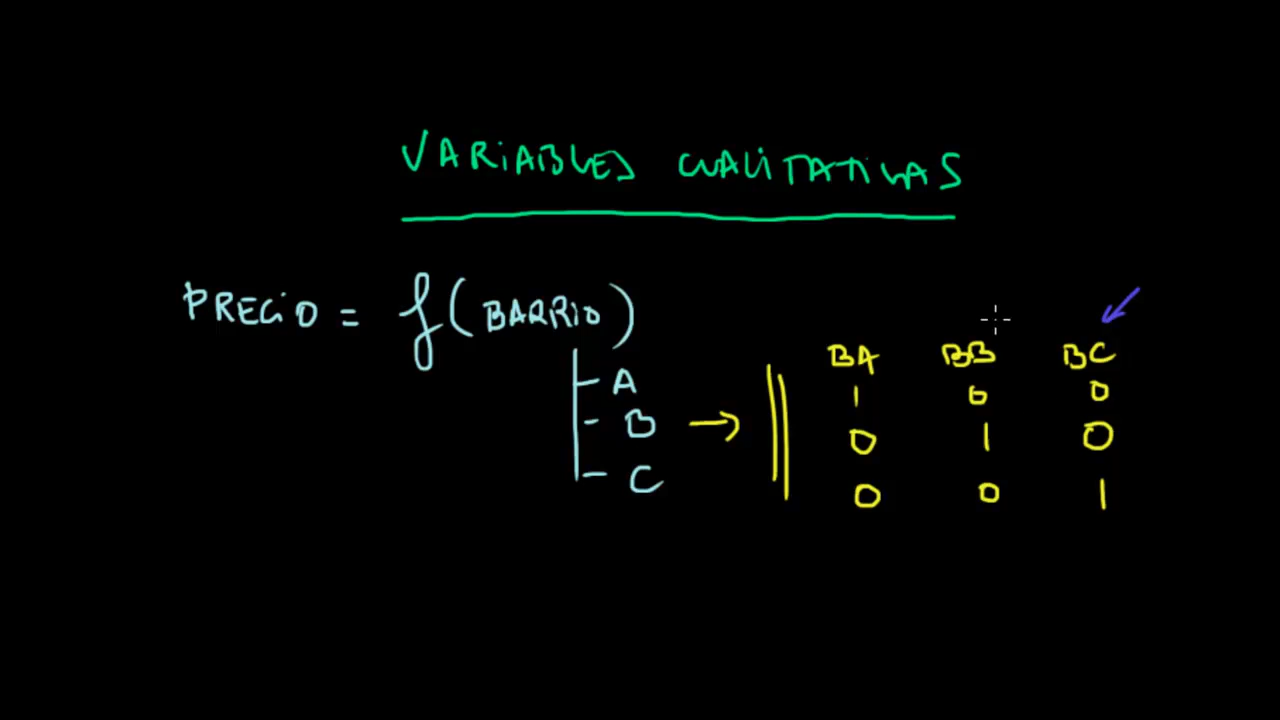 VARiABLES CUALITATIVAS
PRECiO = f(BARRiO)
A
B →
C
BA BB BC
1 0 0
0 1 0
0 0 1